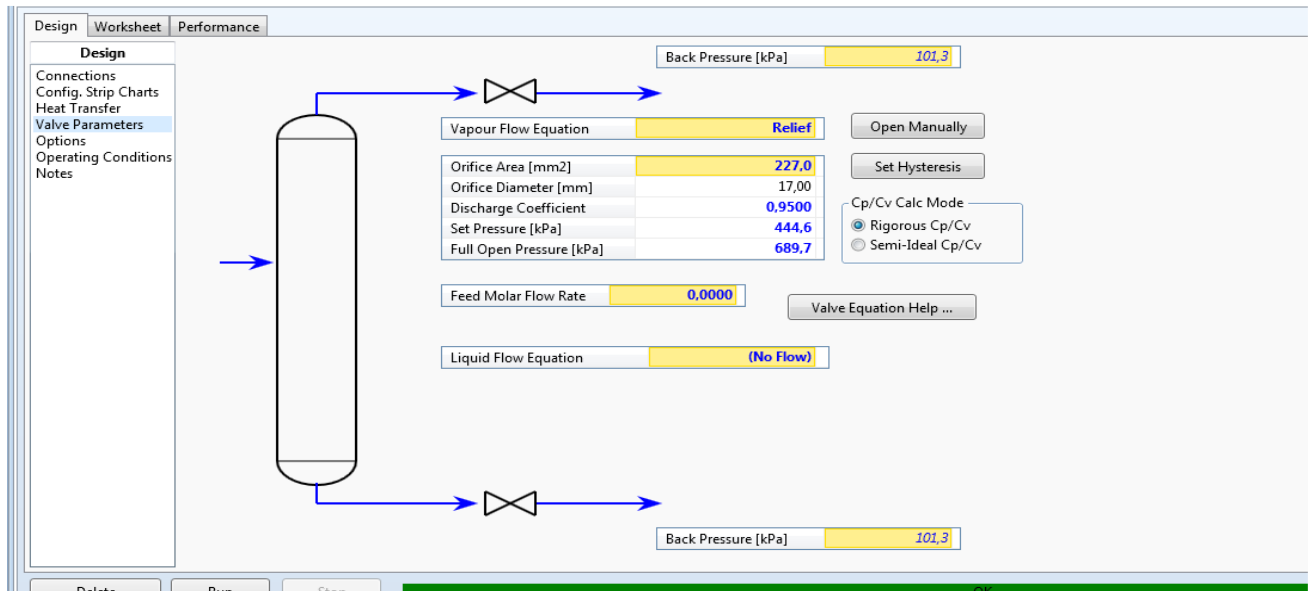 Design Worksheet Performance
Design
Connections
Config. Strip Charts
Heat Transfer
Valve Parameters
Options
Operating Conditions
Notes
Back Pressure [kPa] 101,3
Vapour Flow Equation Relief
Open Manually
Orifice Area [mm2] 227,0
Orifice Diameter [mm] 17,00
Discharge Coefficient 0,9500
Set Pressure [kPa] 444,6
Full Open Pressure [kPa] 689,7
Set Hysteresis
Cp/Cv Calc Mode
Rigorous Cp/Cv
Semi-Ideal Cp/Cv
Feed Molar Flow Rate 0,0000
Valve Equation Help ...
Liquid Flow Equation (No Flow)
Back Pressure [kPa] 101,3
Delete Run Stop OK